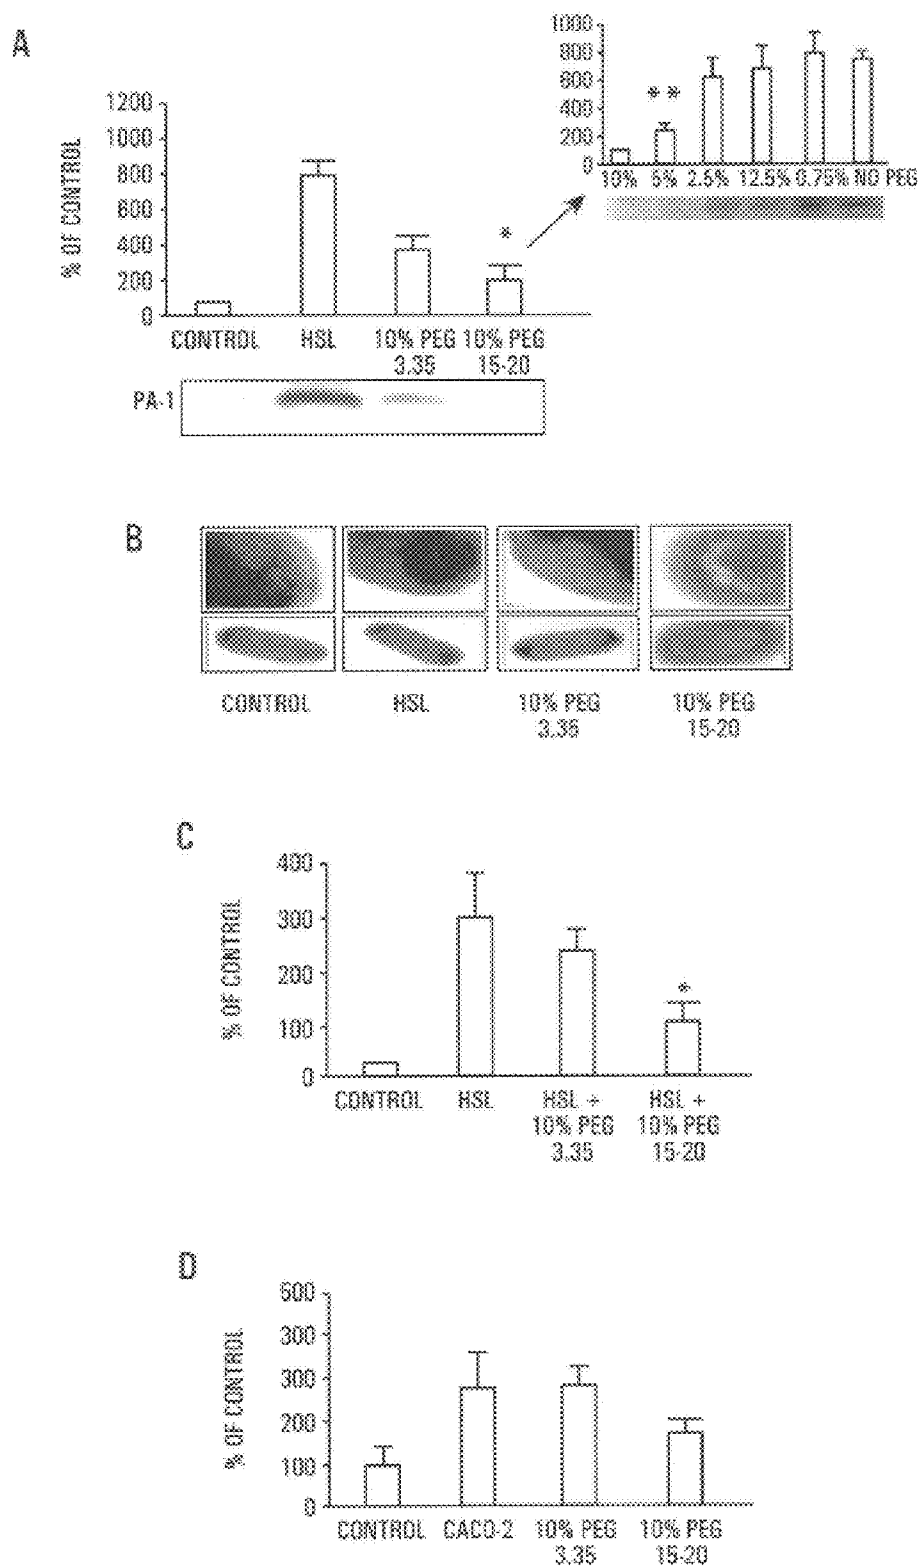 A
1000
800
600
400
200
0
* *
10% 5% 2.5% 12.5% 0.75% NO PEG
1200
1000
800
600
400
200
0
% OF CONTROL
*
CONTROL HSL 10% PEG 10% PEG
3.35 15-20
PA-1
B
CONTROL HSL 10% PEG 10% PEG
3.35 15-20
C
400
300
200
100
0
% OF CONTROL
*
CONTROL HSL HSL + HSL +
10% PEG 10% PEG
3.35 15-20
D
500
300
300
200
100
0
% OF CONTROL
CONTROL CACO-2 10% PEG 10% PEG
3.35 15-20